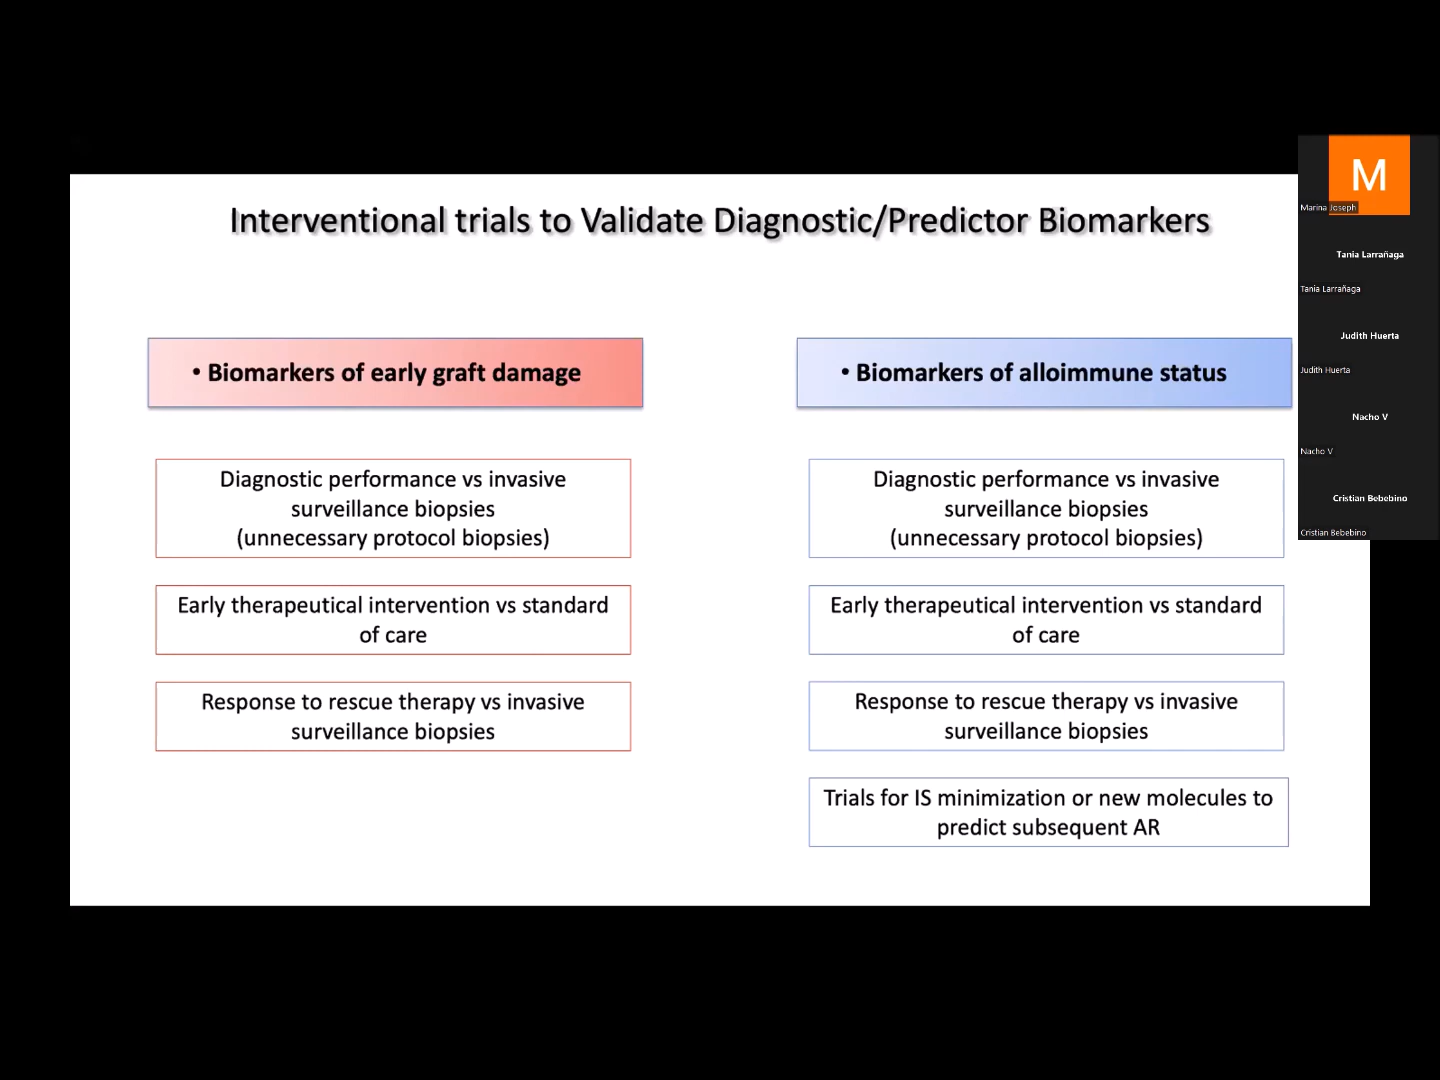 Interventional trials to Validate Diagnostic/Predictor Biomarkers
• Biomarkers of early graft damage
Diagnostic performance vs invasive
surveillance biopsies
(unnecessary protocol biopsies)
Early therapeutical intervention vs standard
of care
Response to rescue therapy vs invasive
surveillance biopsies
• Biomarkers of alloimmune status
Diagnostic performance vs invasive
surveillance biopsies
(unnecessary protocol biopsies)
Early therapeutical intervention vs standard
of care
Response to rescue therapy vs invasive
surveillance biopsies
Trials for IS minimization or new molecules to
predict subsequent AR
M
Marina Joseph
Tania Larrañaga
Tania Larrañaga
Judith Huerta
Judith Huerta
Nacho V
Nacho V
Cristian Bebebino
Cristian Bebebino